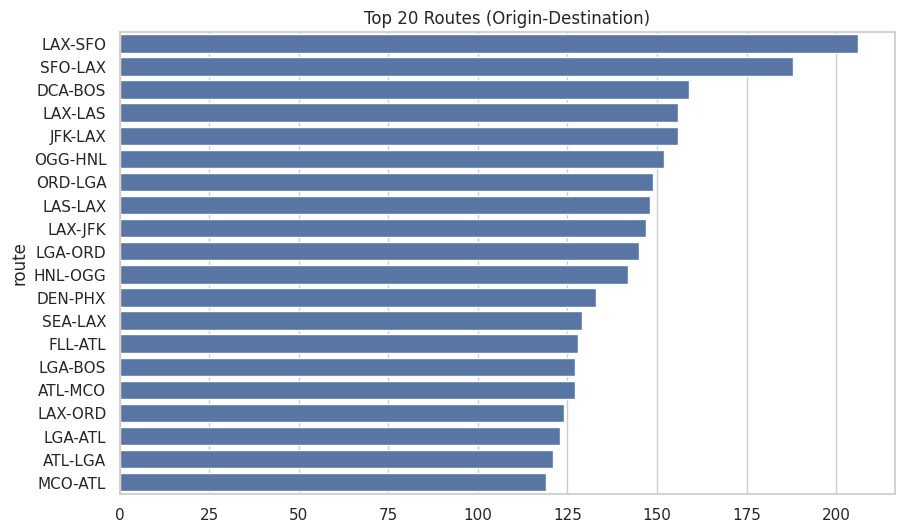 Top 20 Routes (Origin-Destination)
route
LAX-SFO
SFO-LAX
DCA-BOS
LAX-LAS
JFK-LAX
OGG-HNL
ORD-LGA
LAS-LAX
LAX-JFK
LGA-ORD
HNL-OGG
DEN-PHX
SEA-LAX
FLL-ATL
LGA-BOS
ATL-MCO
LAX-ORD
LGA-ATL
ATL-LGA
MCO-ATL
0 25 50 75 100 125 150 175 200